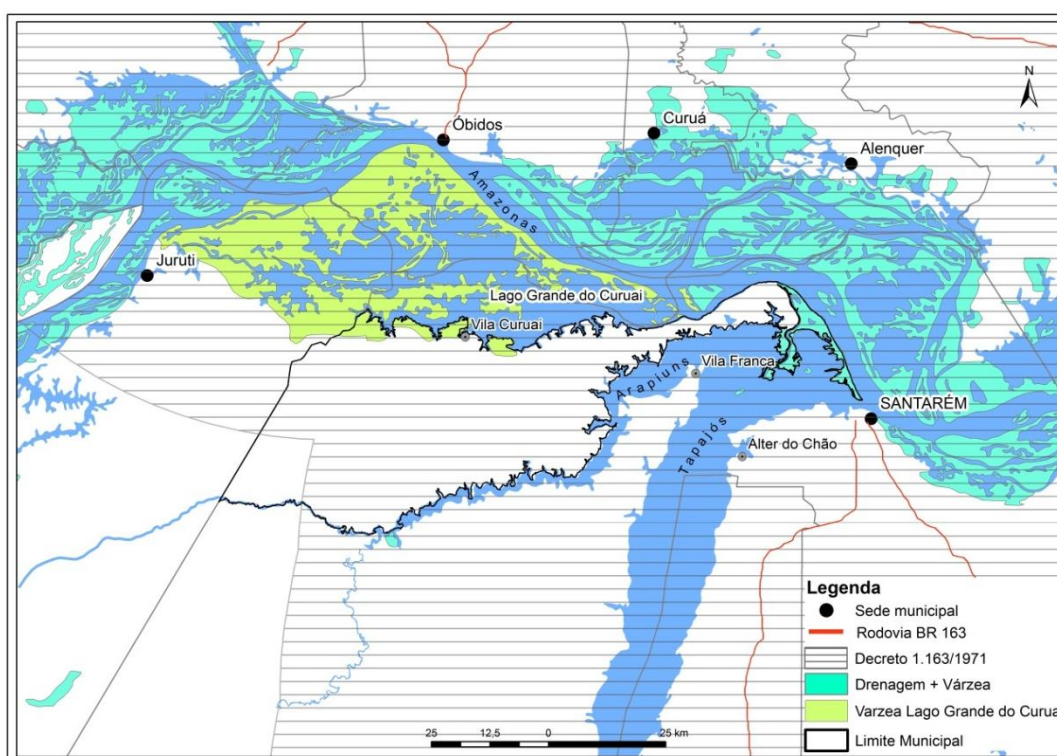 N
Óbidos
Curuá
Alenquer
Amazonas
Juruti
Lago Grande do Curuai
Vila Curuai
Vila Franca
Arapiuns
SANTARÉM
Tapajós
Alter do Chão
Legenda
Sede municipal
Rodovia BR 163
Decreto 1.163/1971
Drenagem + Várzea
Varzea Lago Grande do Curua
Limite Municipal
25 12,5 0 25 km